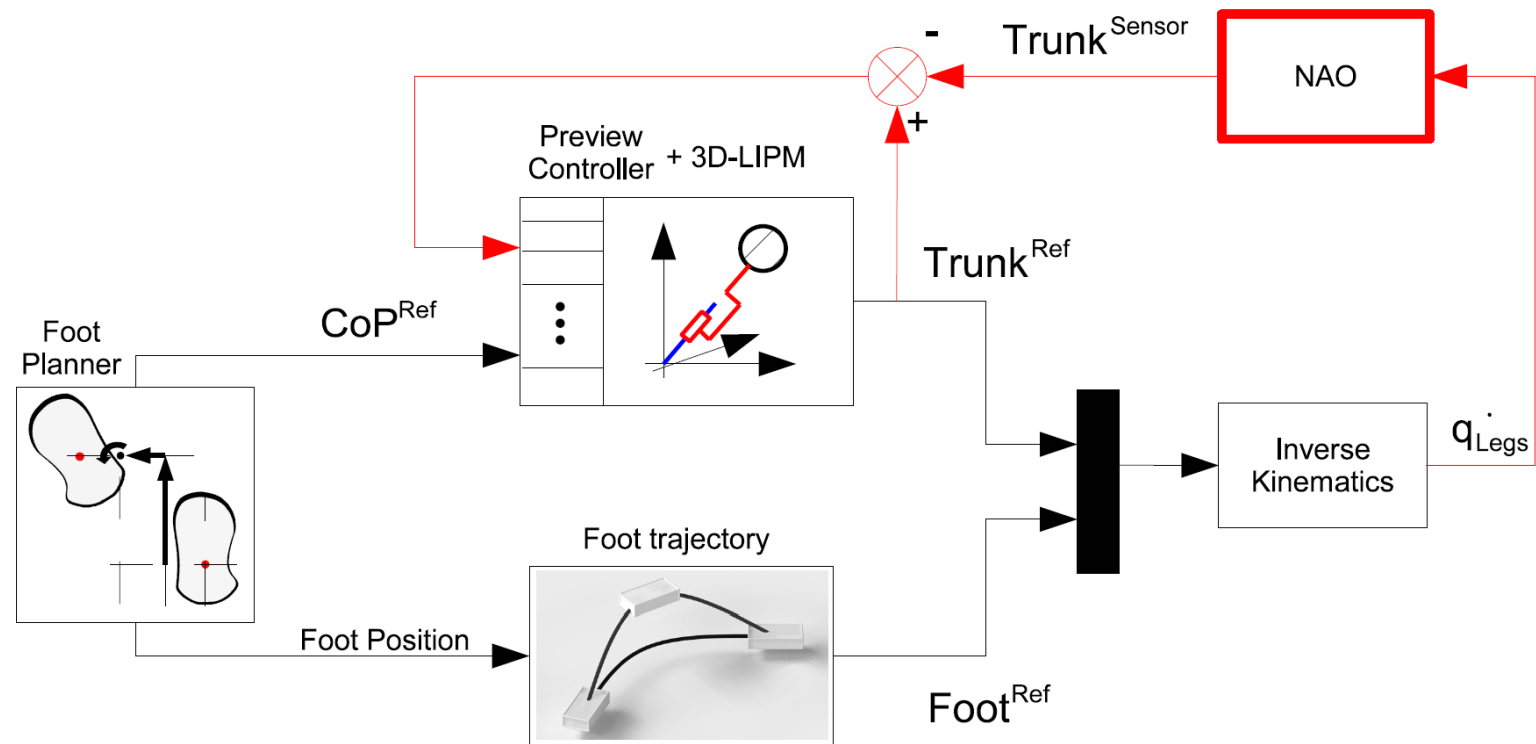 -
Trunk^Sensor
NAO
+
Preview
Controller + 3D-LIPM
Trunk^Ref
CoP^Ref
Foot
Planner
Inverse
Kinematics
q̇_Legs
Foot trajectory
Foot Position
Foot^Ref